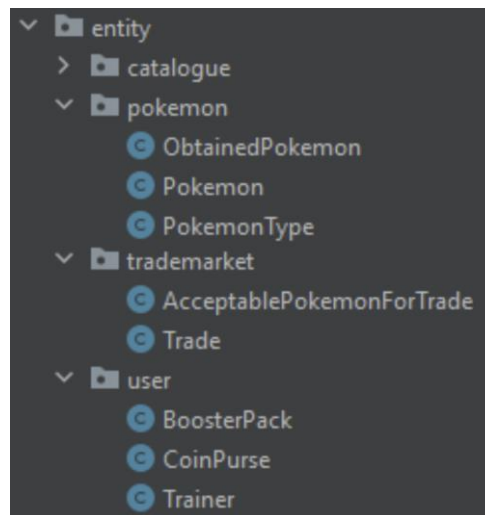 entity
catalogue
pokemon
ObtainedPokemon
Pokemon
PokemonType
trademarket
AcceptablePokemonForTrade
Trade
user
BoosterPack
CoinPurse
Trainer